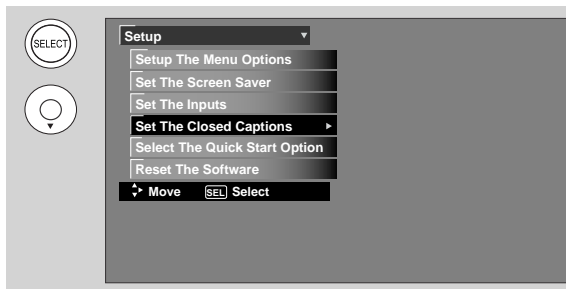 SELECT
Setup
Setup The Menu Options
Set The Screen Saver
Set The Inputs
Set The Closed Captions
Select The Quick Start Option
Reset The Software
Move SEL Select